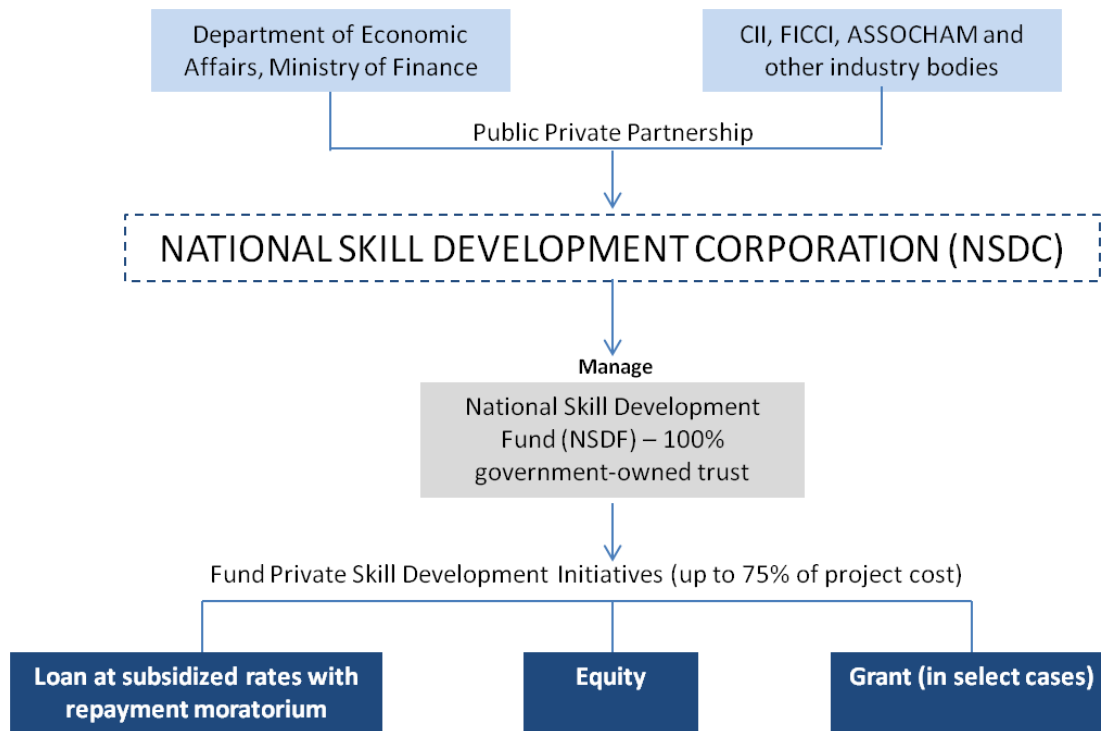 Department of Economic
Affairs, Ministry of Finance
CII, FICCI, ASSOCHAM and
other industry bodies
Public Private Partnership
NATIONAL SKILL DEVELOPMENT CORPORATION (NSDC)
Manage
National Skill Development
Fund (NSDF) – 100%
government-owned trust
Fund Private Skill Development Initiatives (up to 75% of project cost)
Loan at subsidized rates with
repayment moratorium
Equity
Grant (in select cases)